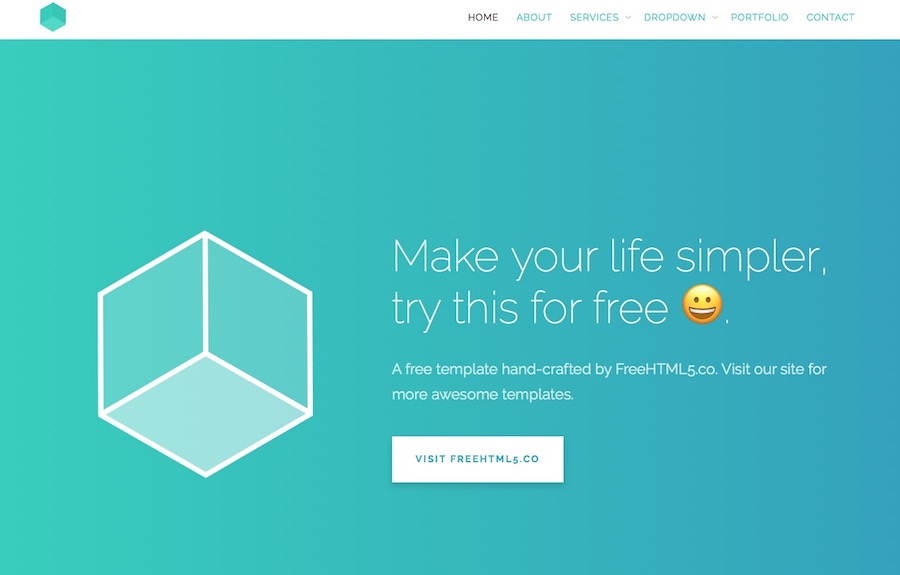 HOME ABOUT SERVICES DROPDOWN PORTFOLIO CONTACT
Make your life simpler,
try this for free 😀.
A free template hand-crafted by FreeHTML5.co. Visit our site for
more awesome templates.
VISIT FREEHTML5.CO